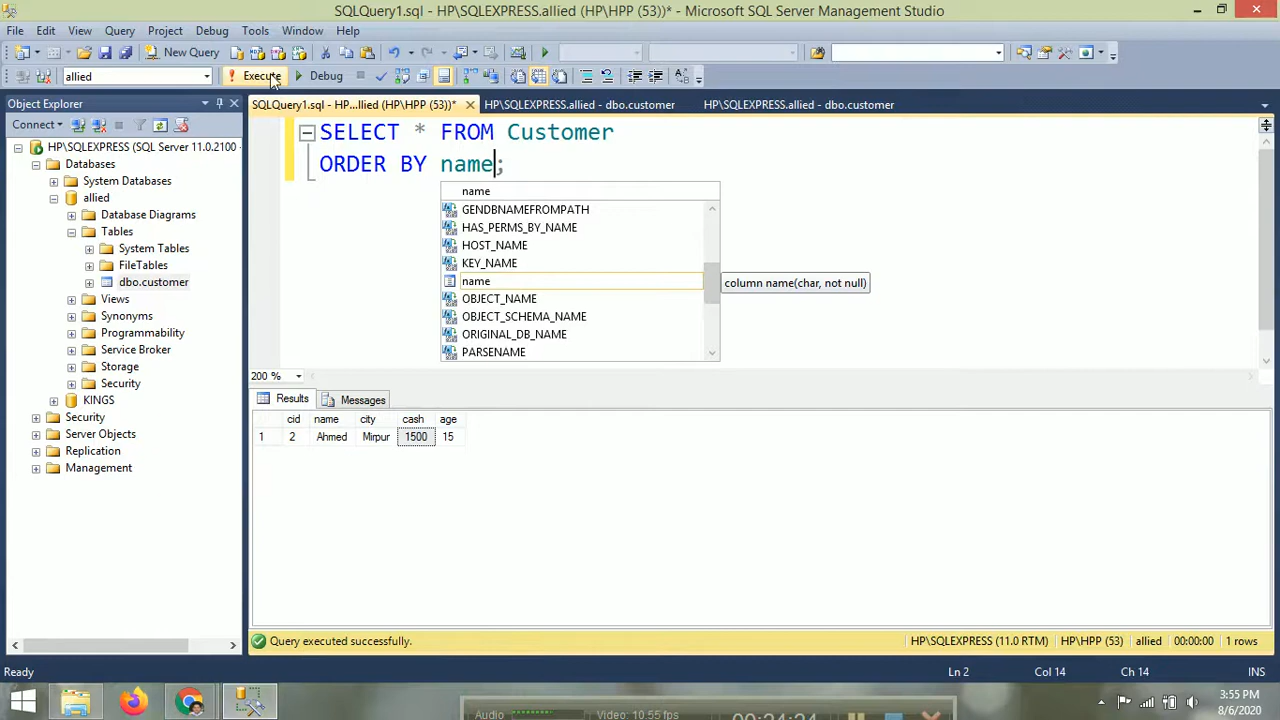 SQLQuery1.sql - HP\SQLEXPRESS.allied (HP\HPP (53))* - Microsoft SQL Server Management Studio
File Edit View Query Project Debug Tools Window Help
New Query
allied Execute Debug
Object Explorer
SQLQuery1.sql - HP...llied (HP\HPP (53))* HP\SQLEXPRESS.allied - dbo.customer HP\SQLEXPRESS.allied - dbo.customer
Connect
HP\SQLEXPRESS (SQL Server 11.0.2100 -
Databases
System Databases
allied
Database Diagrams
Tables
System Tables
FileTables
dbo.customer
Views
Synonyms
Programmability
Service Broker
Storage
Security
KINGS
Security
Server Objects
Replication
Management
SELECT * FROM Customer
ORDER BY name;
name
GENDBNAMEFROMPATH
HAS_PERMS_BY_NAME
HOST_NAME
KEY_NAME
name
column name(char, not null)
OBJECT_NAME
OBJECT_SCHEMA_NAME
ORIGINAL_DB_NAME
PARSENAME
200 %
Results Messages
cid name city cash age
1 2 Ahmed Mirpur 1500 15
Query executed successfully. HP\SQLEXPRESS (11.0 RTM) HP\HPP (53) allied 00:00:00 1 rows
Ready Ln 2 Col 14 Ch 14 INS
3:55 PM
8/6/2020
Audio Video: 10.55 fps